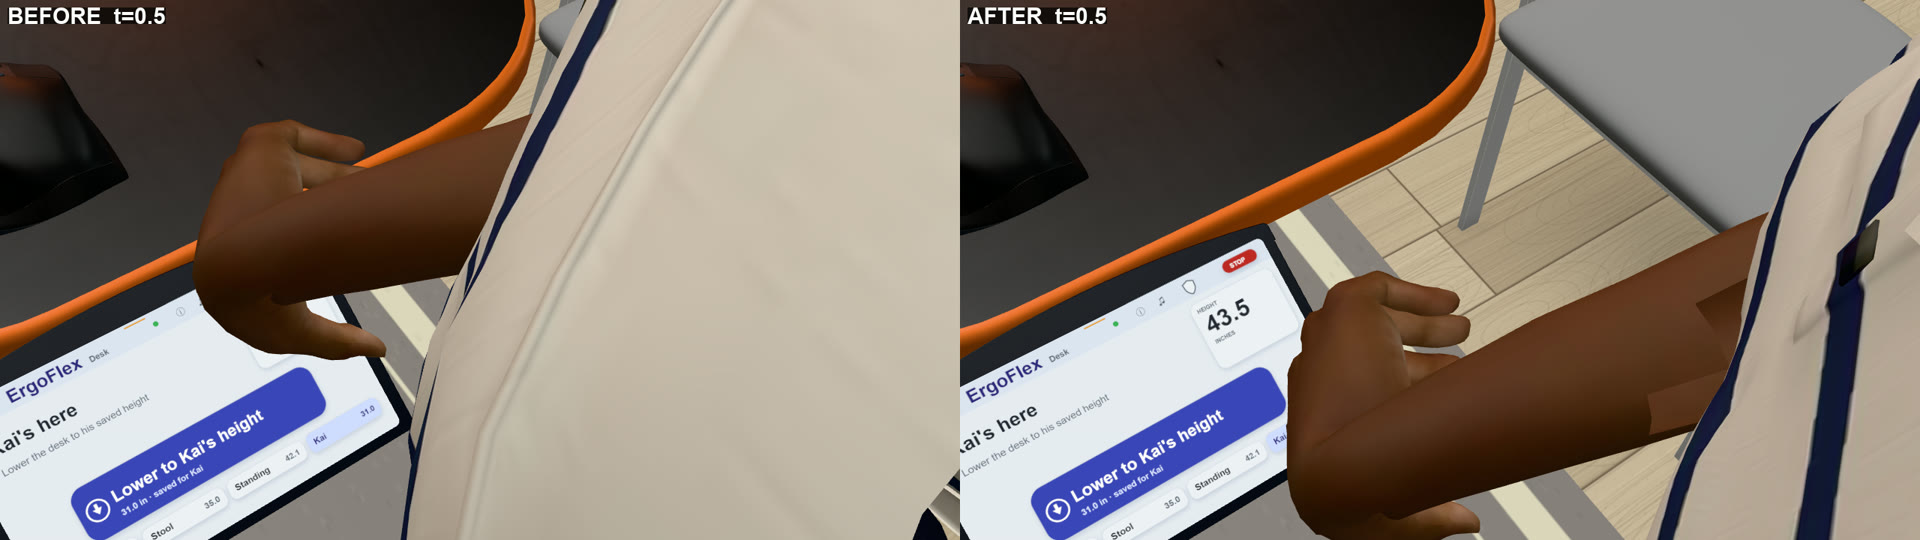 BEFORE t=0.5
ErgoFlex Desk
Kai's here
Lower the desk to his saved height
Lower to Kai's height
31.0 in · saved for Kai
Stool 35.0
Standing 42.1
Kai 31.0
AFTER t=0.5
STOP
HEIGHT
43.5
INCHES
ErgoFlex Desk
Kai's here
Lower the desk to his saved height
Lower to Kai's height
31.0 in · saved for Kai
Stool 35.0
Standing 42.1
Kai